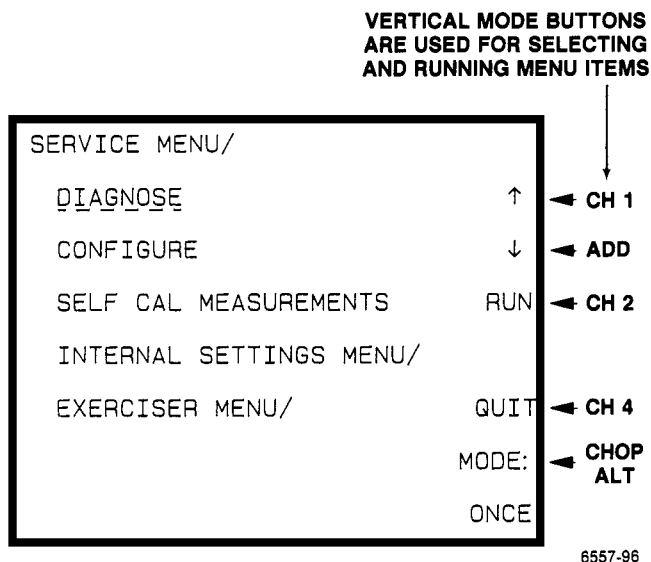 VERTICAL MODE BUTTONS
ARE USED FOR SELECTING
AND RUNNING MENU ITEMS
SERVICE MENU/
DIAGNOSE ↑ CH 1
CONFIGURE ↓ ADD
SELF CAL MEASUREMENTS RUN CH 2
INTERNAL SETTINGS MENU/
EXERCISER MENU/ QUIT CH 4
MODE: CHOP
ALT
ONCE
6557-96